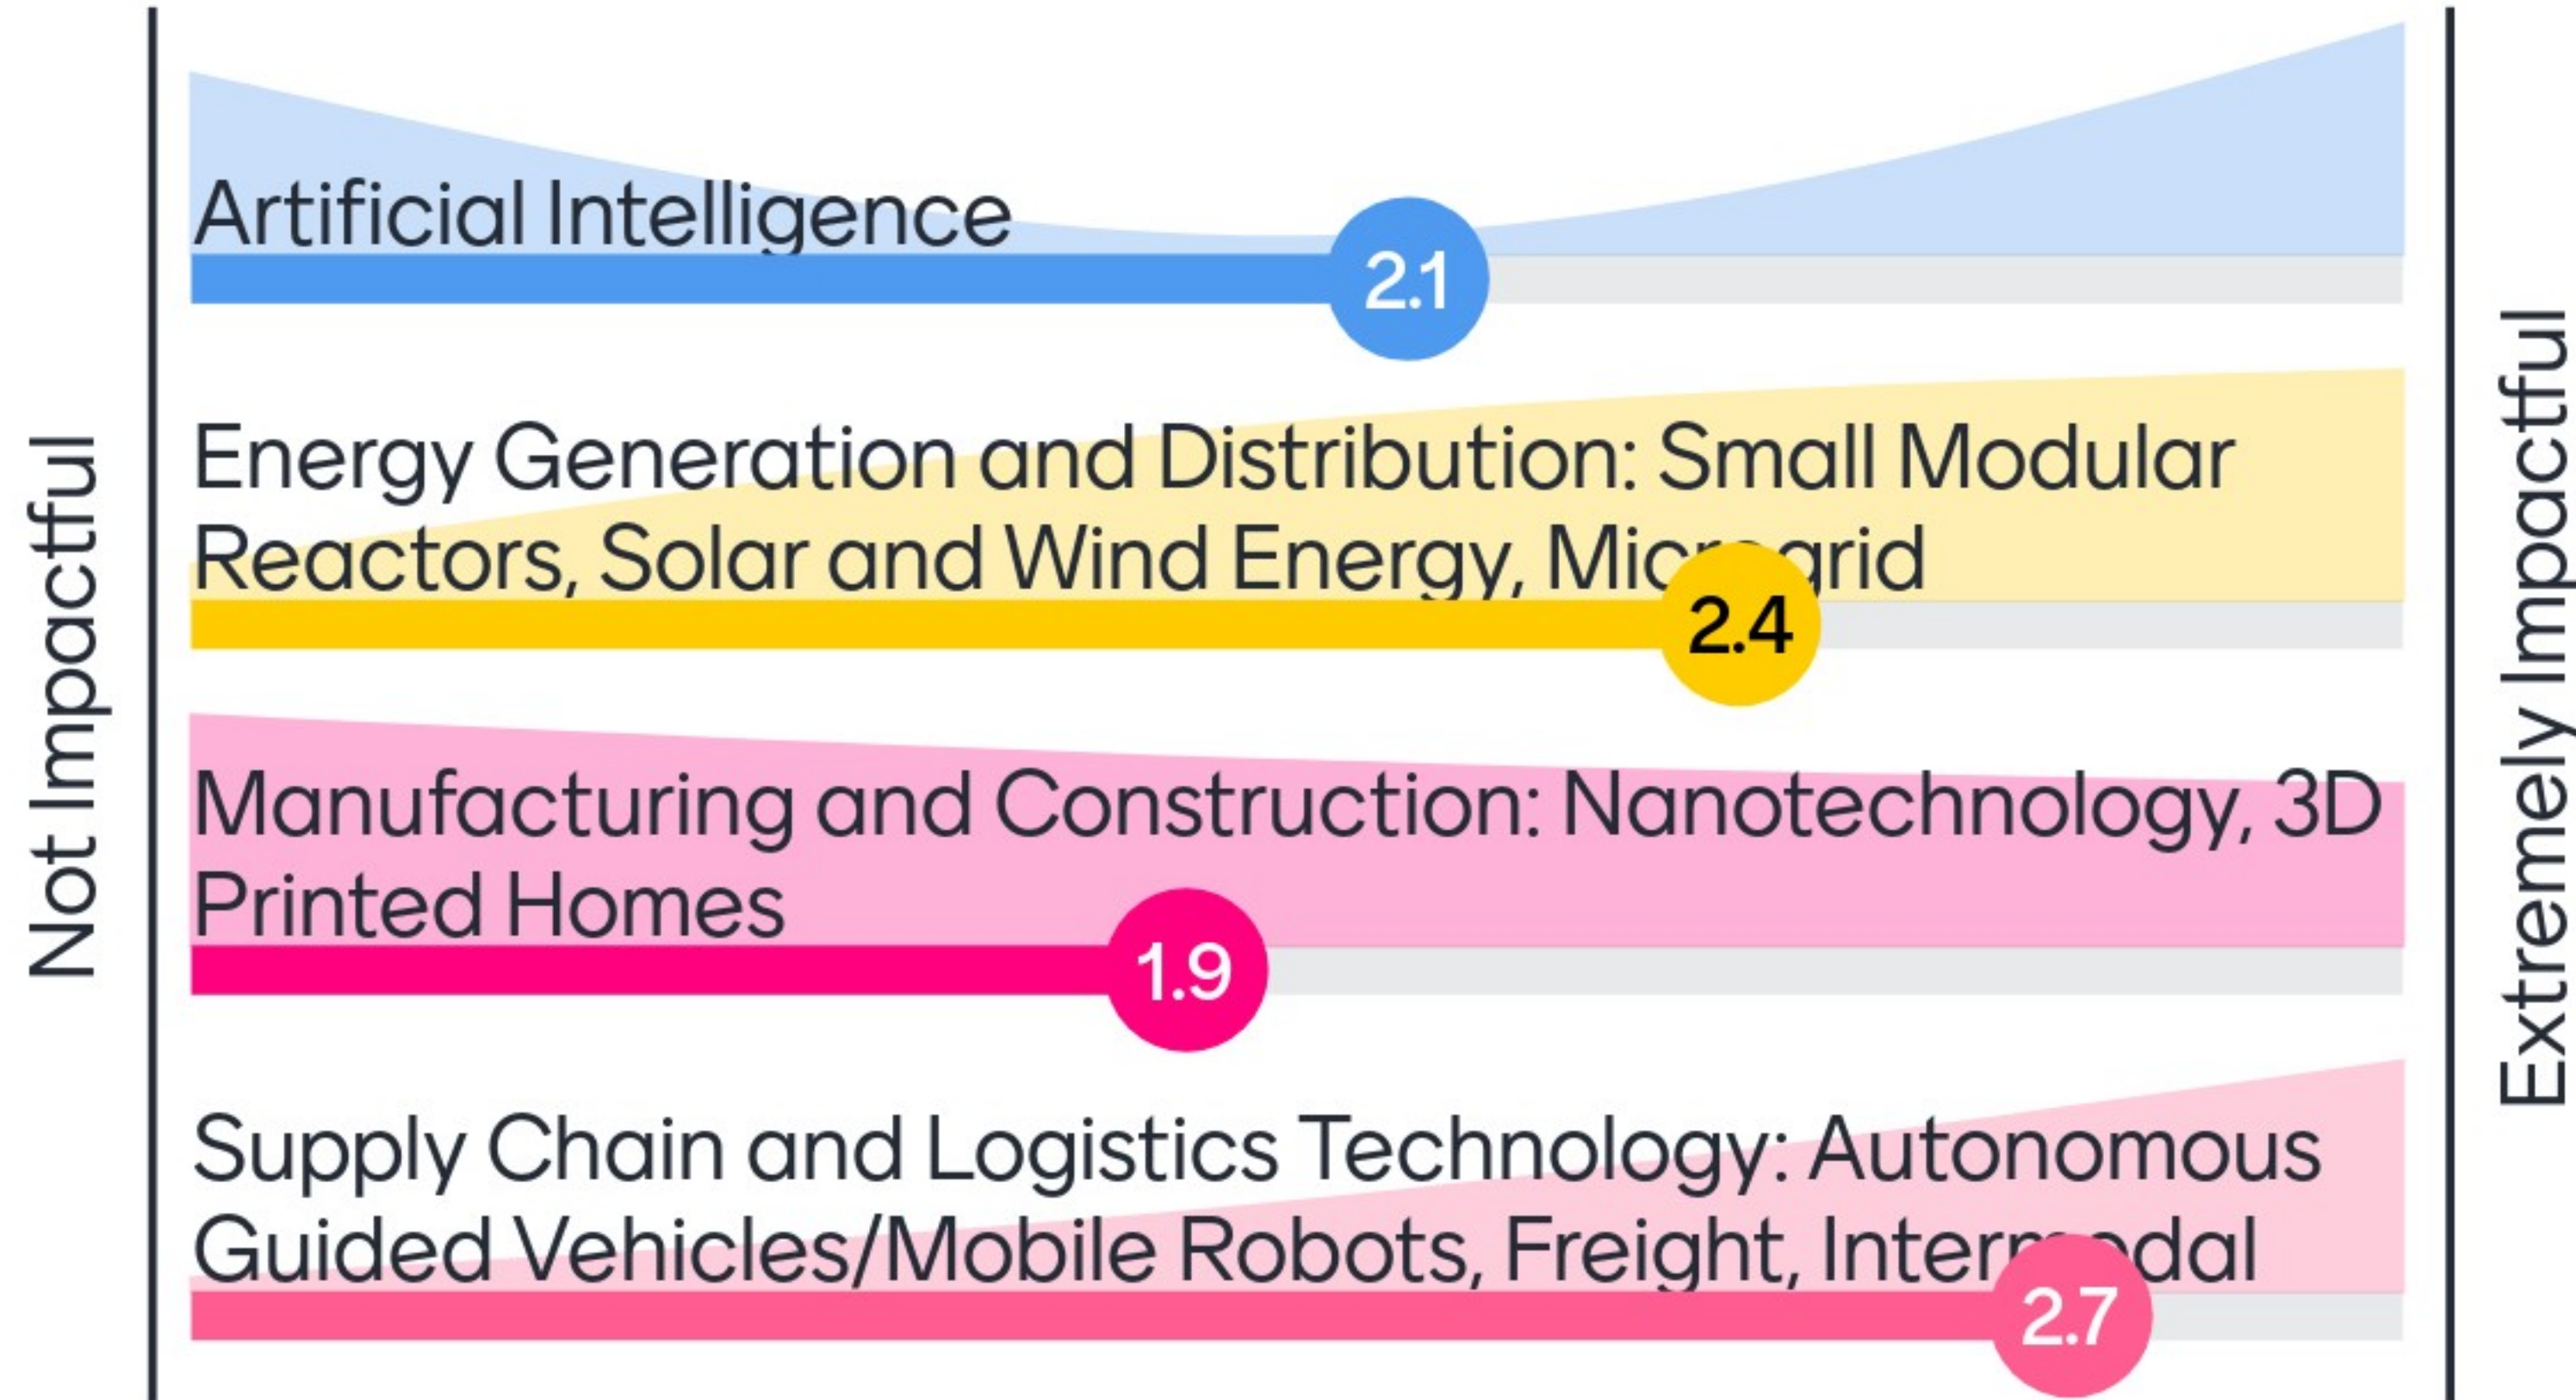 Not Impactful
Artificial Intelligence
2.1
Energy Generation and Distribution: Small Modular
Reactors, Solar and Wind Energy, Microgrid
2.4
Manufacturing and Construction: Nanotechnology, 3D
Printed Homes
1.9
Supply Chain and Logistics Technology: Autonomous
Guided Vehicles/Mobile Robots, Freight, Intermodal
2.7
Extremely Impactful